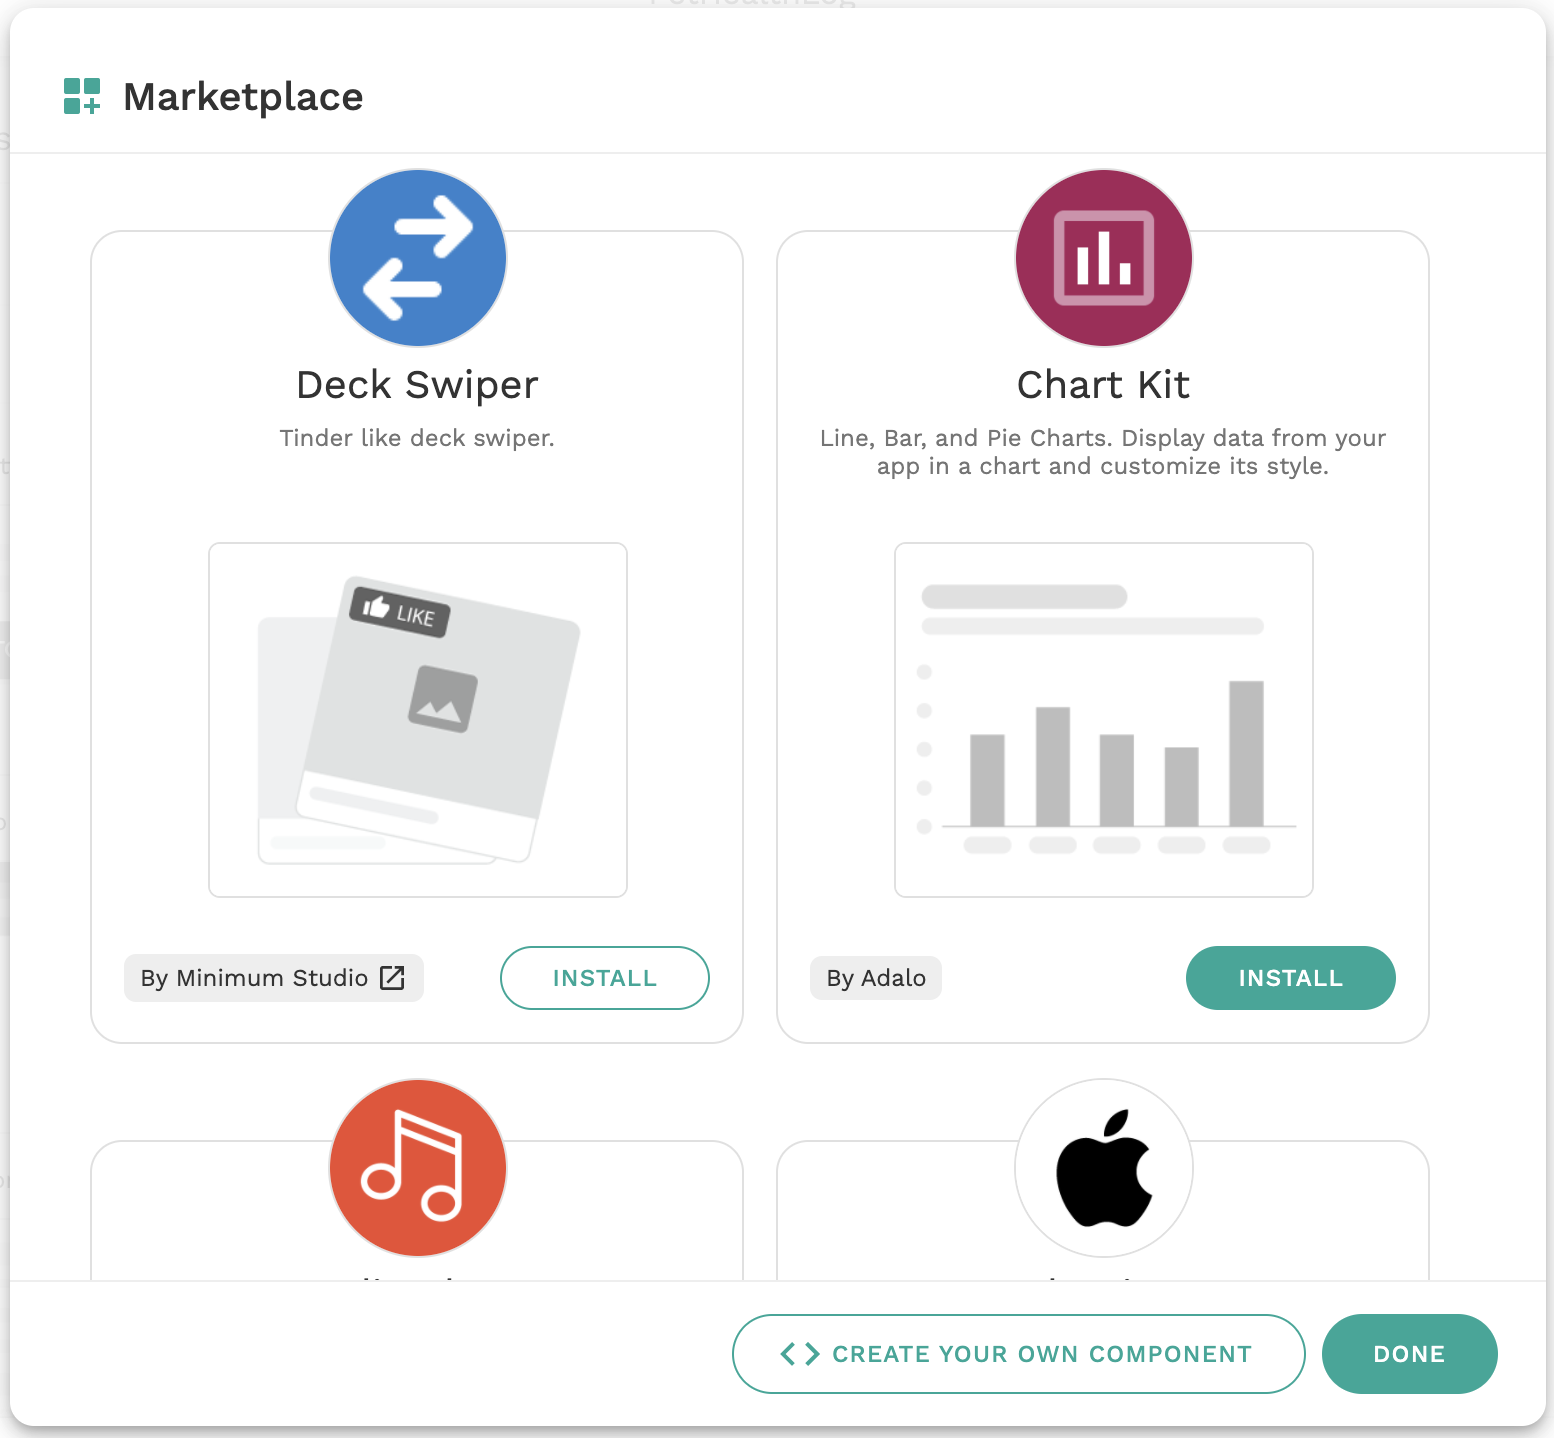 Marketplace
Deck Swiper
Tinder like deck swiper.
LIKE
By Minimum Studio
INSTALL
Chart Kit
Line, Bar, and Pie Charts. Display data from your
app in a chart and customize its style.
By Adalo
INSTALL
CREATE YOUR OWN COMPONENT
DONE